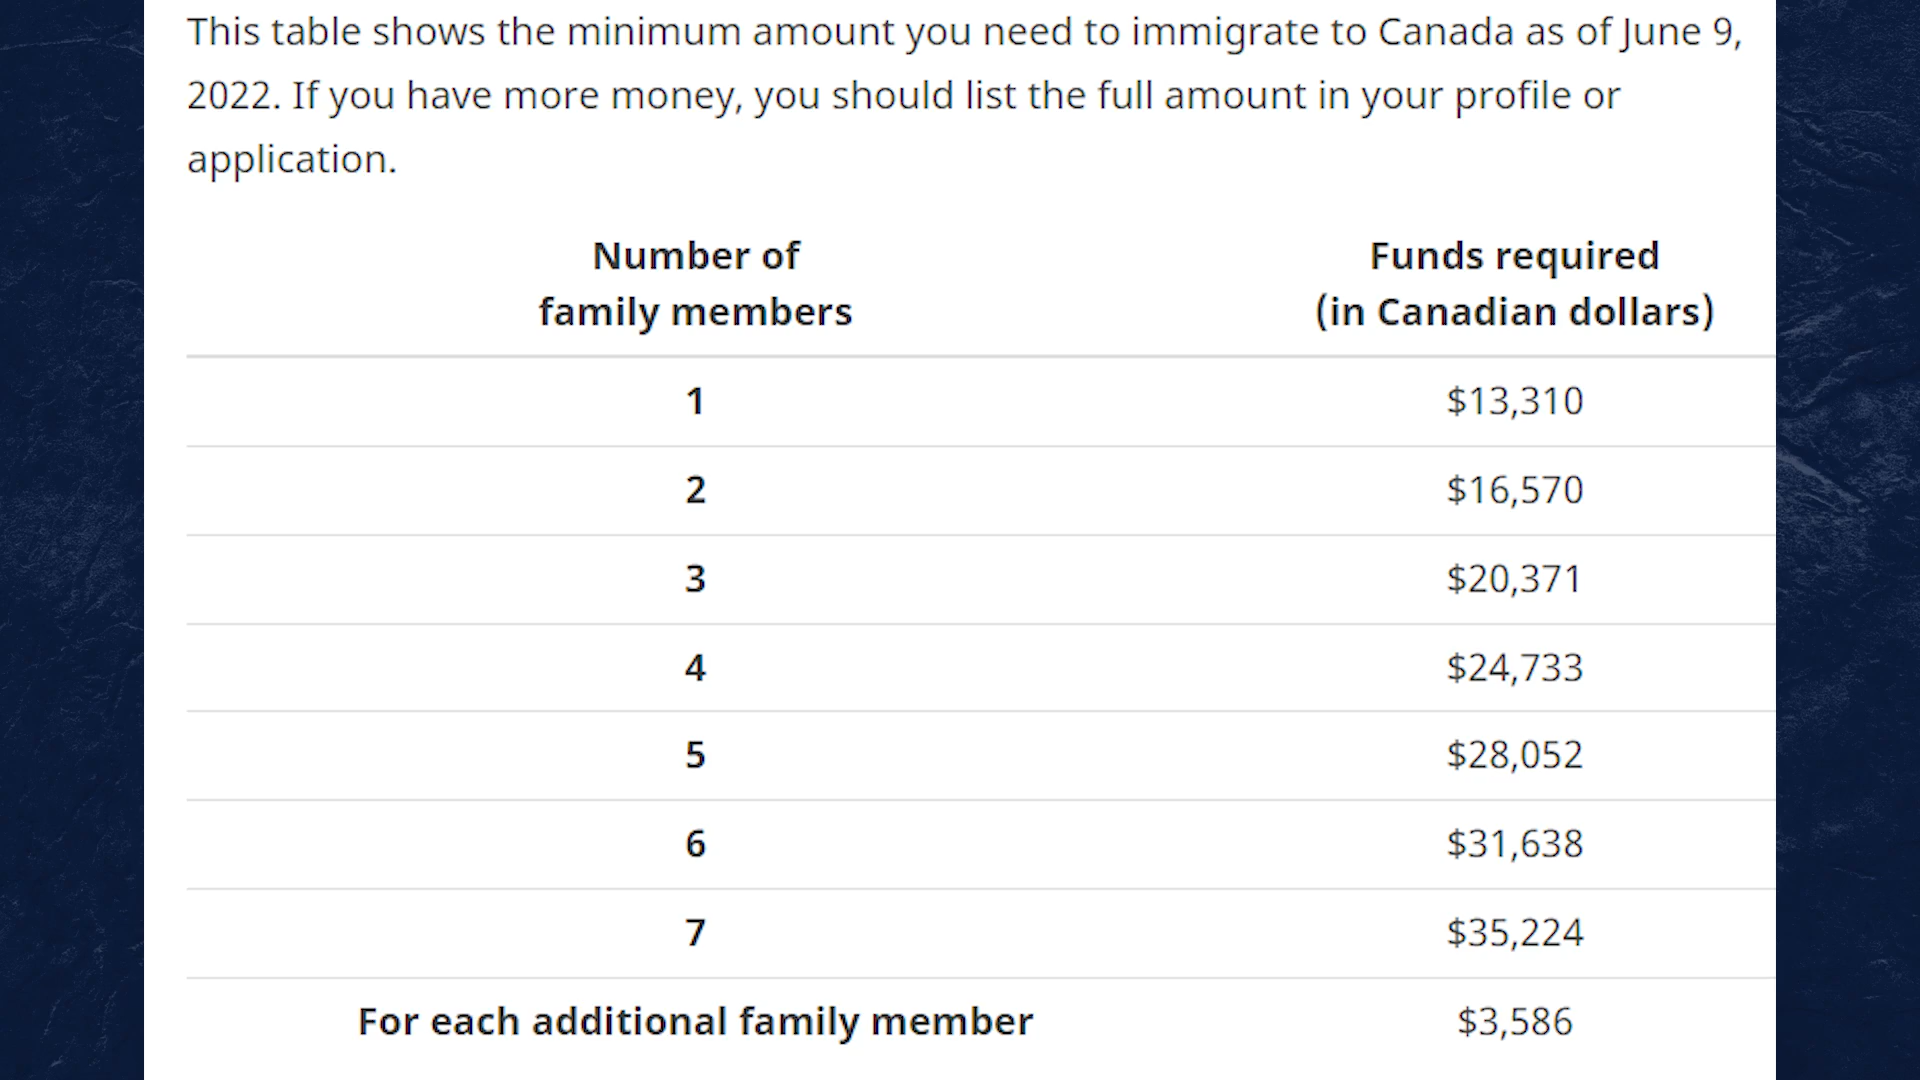 This table shows the minimum amount you need to immigrate to Canada as of June 9,
2022. If you have more money, you should list the full amount in your profile or
application.
Number of
family members
Funds required
(in Canadian dollars)
1 $13,310
2 $16,570
3 $20,371
4 $24,733
5 $28,052
6 $31,638
7 $35,224
For each additional family member $3,586